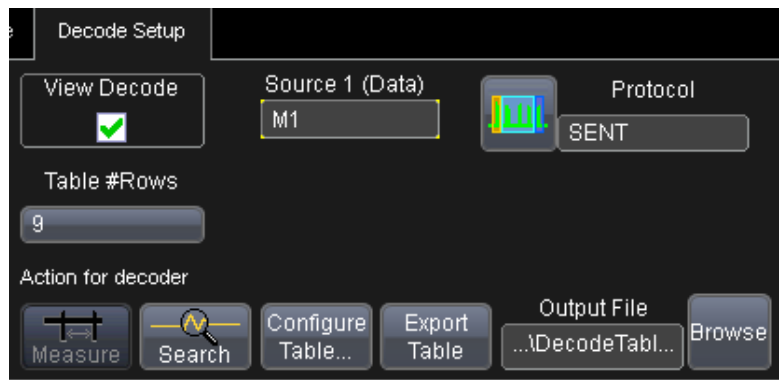 Decode Setup
View Decode
Source 1 (Data)
Protocol
M1
SENT
Table #Rows
9
Action for decoder
Measure
Search
Configure
Table...
Export
Table
Output File
...\DecodeTabl...
Browse